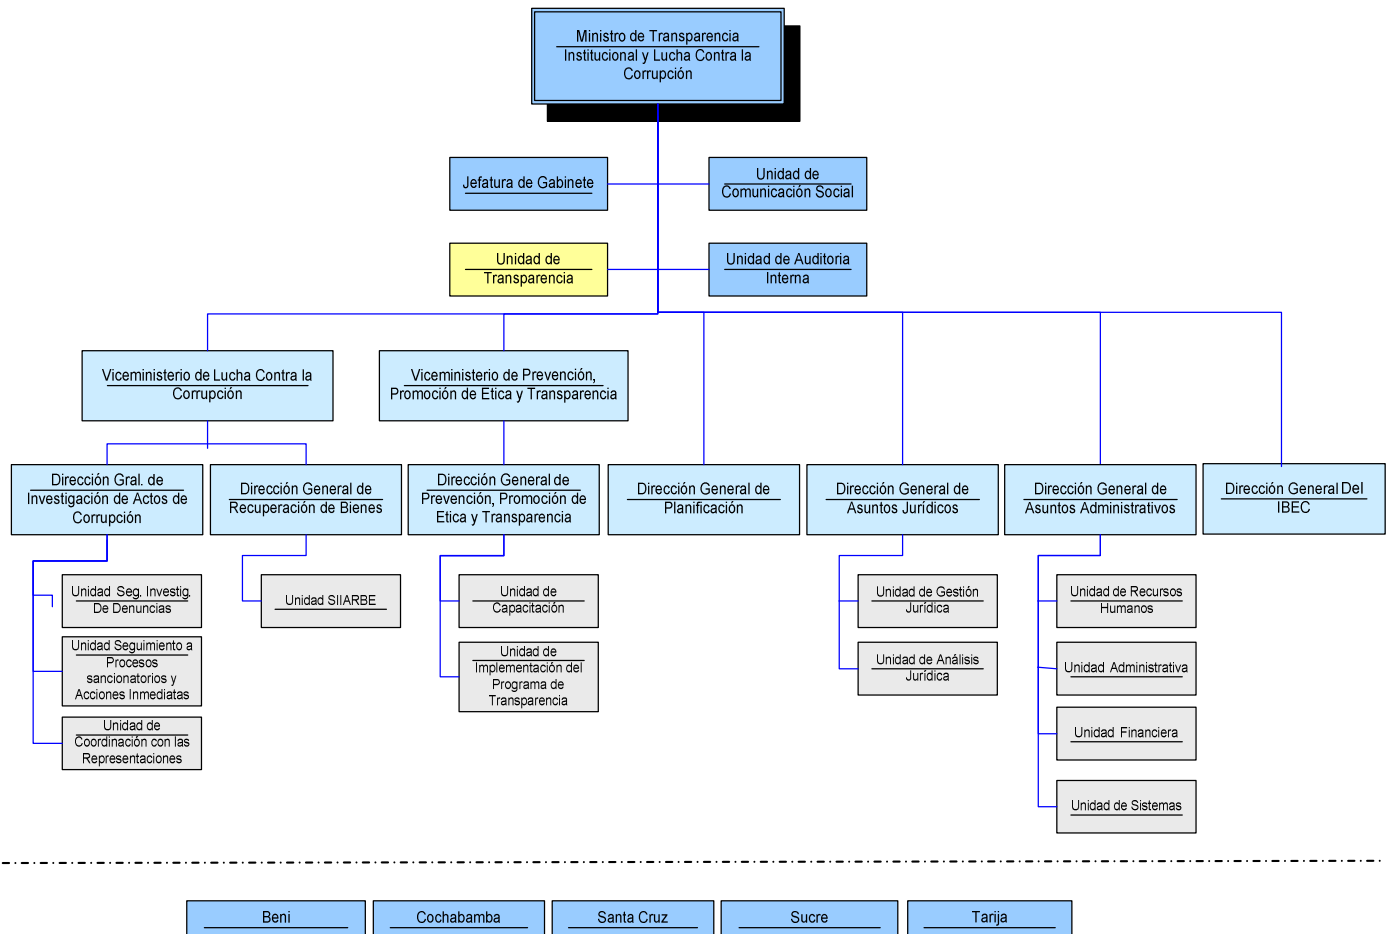 Ministro de Transparencia
Institucional y Lucha Contra la
Corrupción
Jefatura de Gabinete
Unidad de
Comunicación Social
Unidad de
Transparencia
Unidad de Auditoria
Interna
Viceministerio de Lucha Contra la
Corrupción
Viceministerio de Prevención,
Promoción de Etica y Transparencia
Dirección Gral. de
Investigación de Actos de
Corrupción
Dirección General de
Recuperación de Bienes
Dirección General de
Prevención, Promoción de
Etica y Transparencia
Dirección General de
Planificación
Dirección General de
Asuntos Jurídicos
Dirección General de
Asuntos Administrativos
Dirección General Del
IBEC
Unidad Seg. Investig.
De Denuncias
Unidad Seguimiento a
Procesos
sancionatorios y
Acciones Inmediatas
Unidad de
Coordinación con las
Representaciones
Unidad SIIARBE
Unidad de
Capacitación
Unidad de
Implementación del
Programa de
Transparencia
Unidad de Gestión
Jurídica
Unidad de Análisis
Jurídica
Unidad de Recursos
Humanos
Unidad Administrativa
Unidad Financiera
Unidad de Sistemas
Beni
Cochabamba
Santa Cruz
Sucre
Tarija